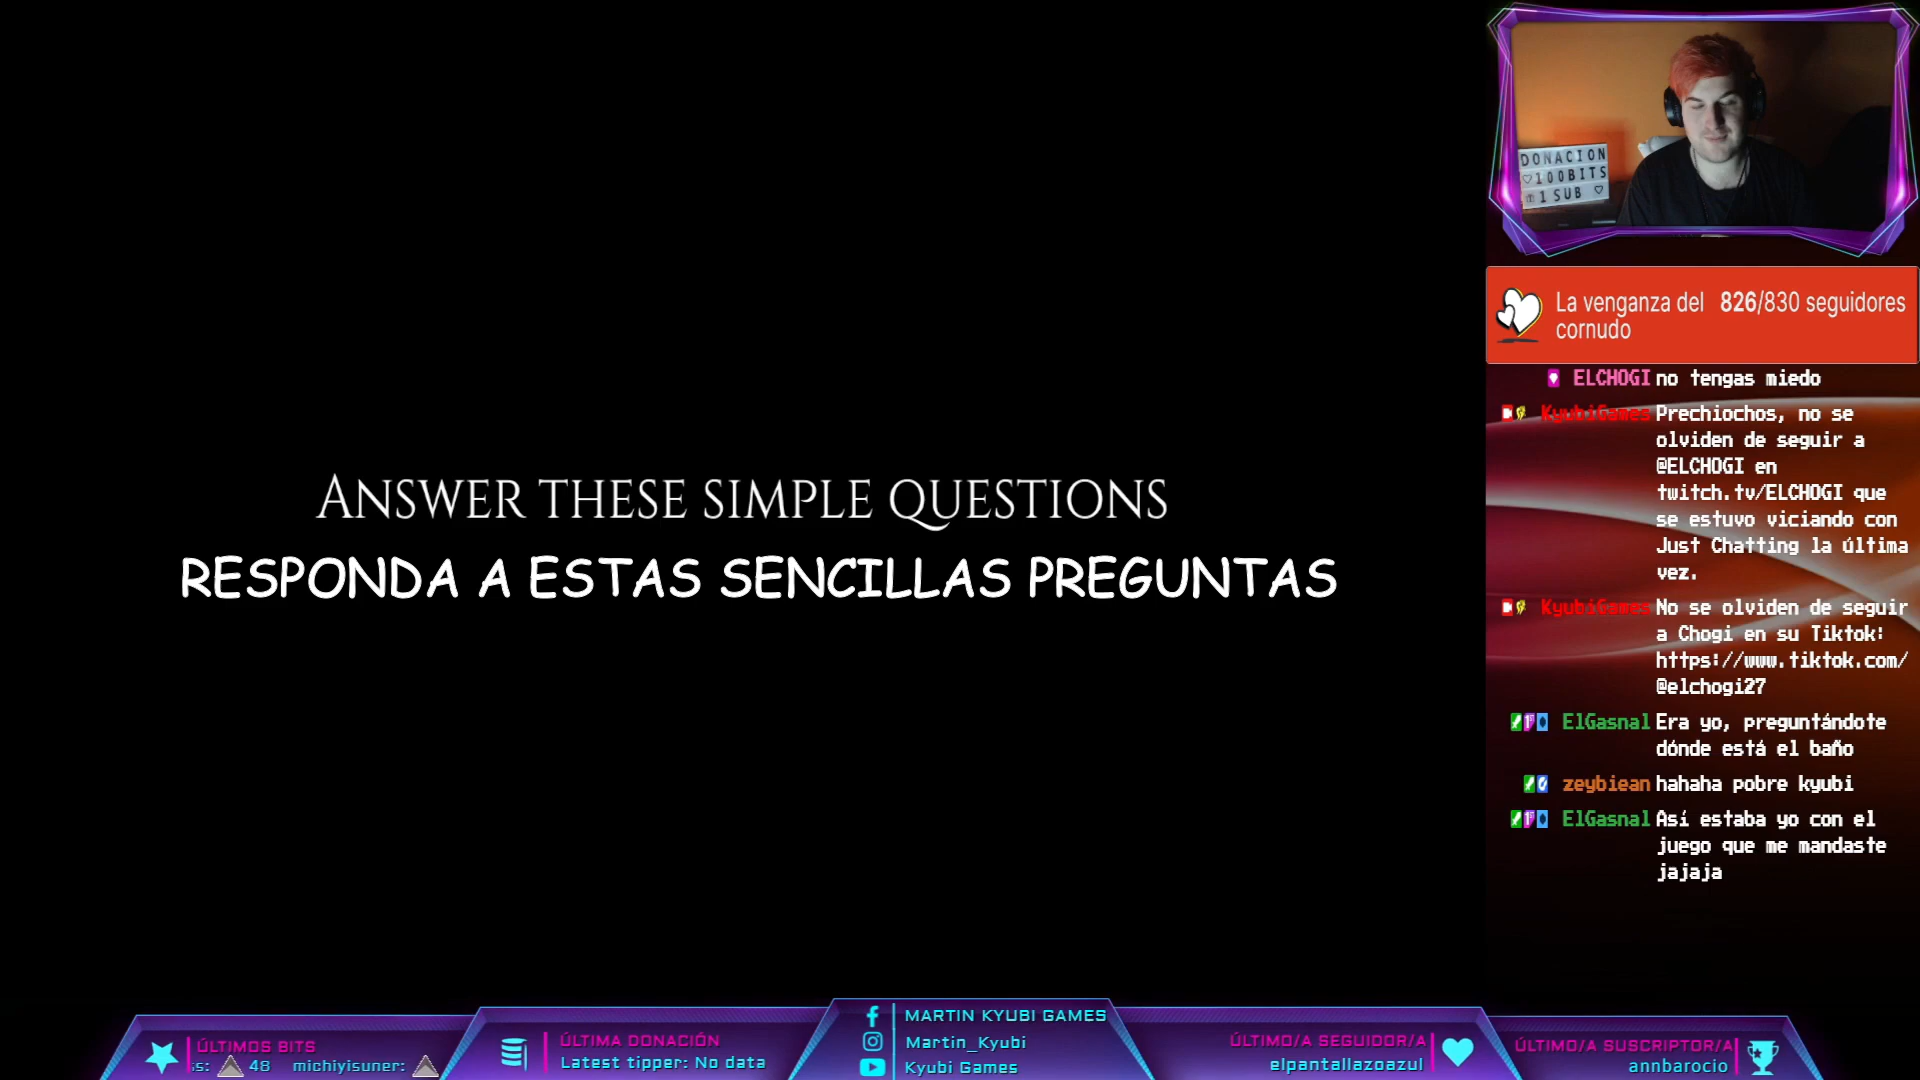 ANSWER THESE SIMPLE QUESTIONS
RESPONDA A ESTAS SENCILLAS PREGUNTAS
DONACION
♡100BITS
1 SUB ♡
La venganza del 826/830 seguidores
cornudo
ELCHOGI no tengas miedo
KyubiGames Prechiochos, no se
olviden de seguir a
@ELCHOGI en
twitch.tv/ELCHOGI que
se estuvo viciando con
Just Chatting la última
vez.
KyubiGames No se olviden de seguir
a Chogi en su Tiktok:
https://www.tiktok.com/
@elchogi27
ElGasnal Era yo, preguntándote
dónde está el baño
zeybiean hahaha pobre kyubi
ElGasnal Así estaba yo con el
juego que me mandaste
jajaja
ÚLTIMOS BITS
s: 48 michiyisuner:
ÚLTIMA DONACIÓN
Latest tipper: No data
MARTIN KYUBI GAMES
Martin_Kyubi
Kyubi Games
ÚLTIMO/A SEGUIDOR/A
elpantallazoazul
ÚLTIMO/A SUSCRIPTOR/A
annbarocio